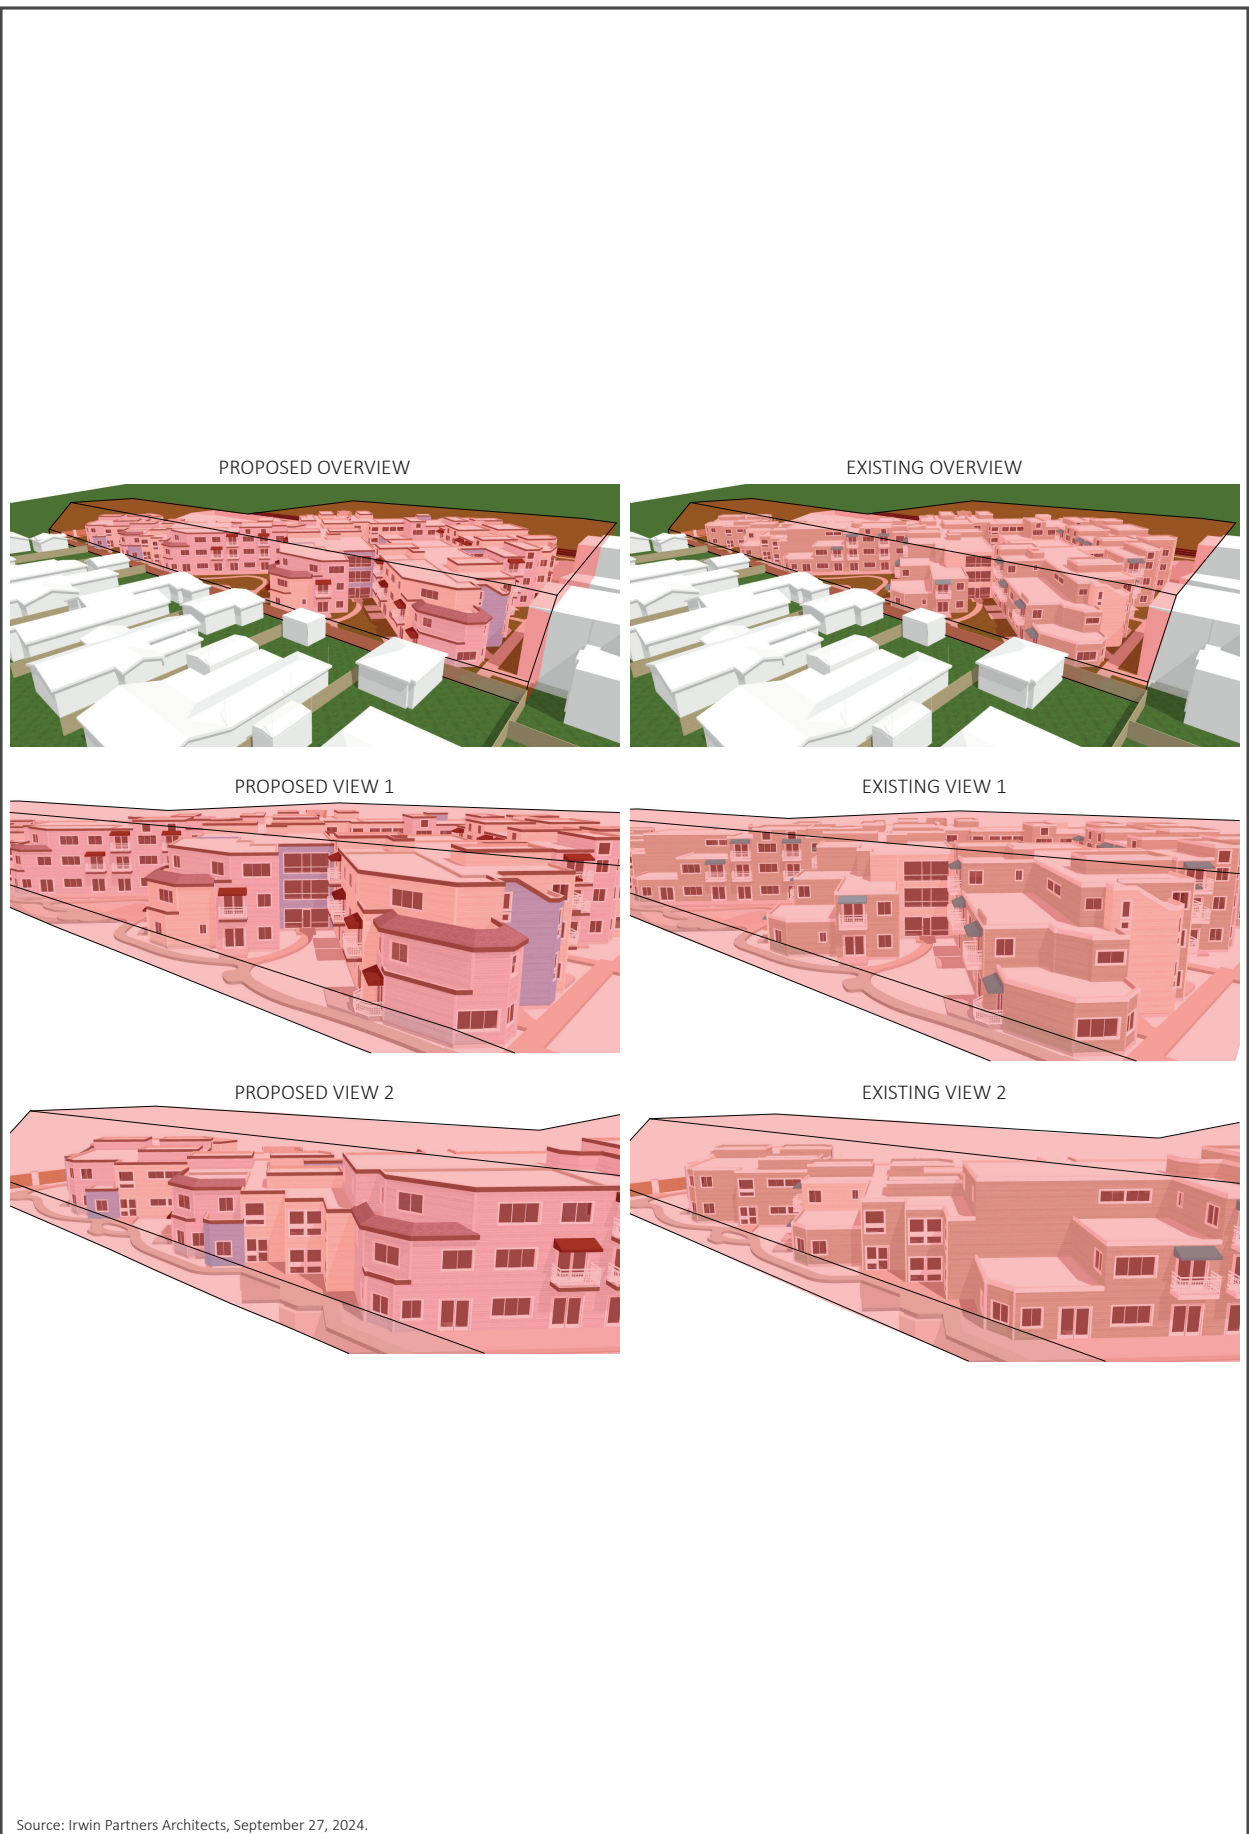 PROPOSED OVERVIEW
EXISTING OVERVIEW
PROPOSED VIEW 1
EXISTING VIEW 1
PROPOSED VIEW 2
EXISTING VIEW 2
Source: Irwin Partners Architects, September 27, 2024.